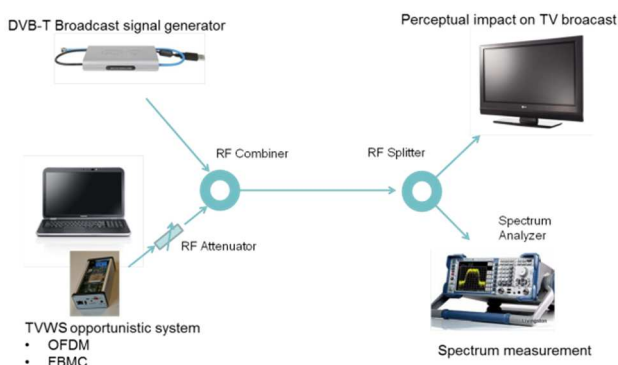 DVB-T Broadcast signal generator
Perceptual impact on TV broacast
RF Combiner
RF Splitter
RF Attenuator
Spectrum
Analyzer
TVWS opportunistic system
• OFDM
• FBMC
Spectrum measurement